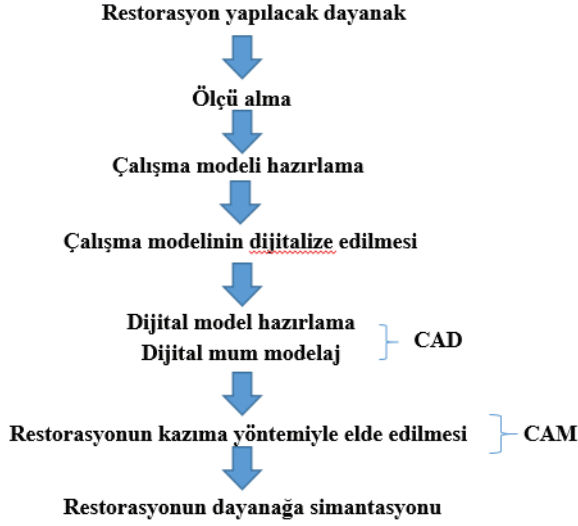 Restorasyon yapılacak dayanak
Ölçü alma
Çalışma modeli hazırlama
Çalışma modelinin dijitalize edilmesi
Dijital model hazırlama
Dijital mum modelaj
CAD
Restorasyonun kazıma yöntemiyle elde edilmesi
CAM
Restorasyonun dayanağa simantasyonu